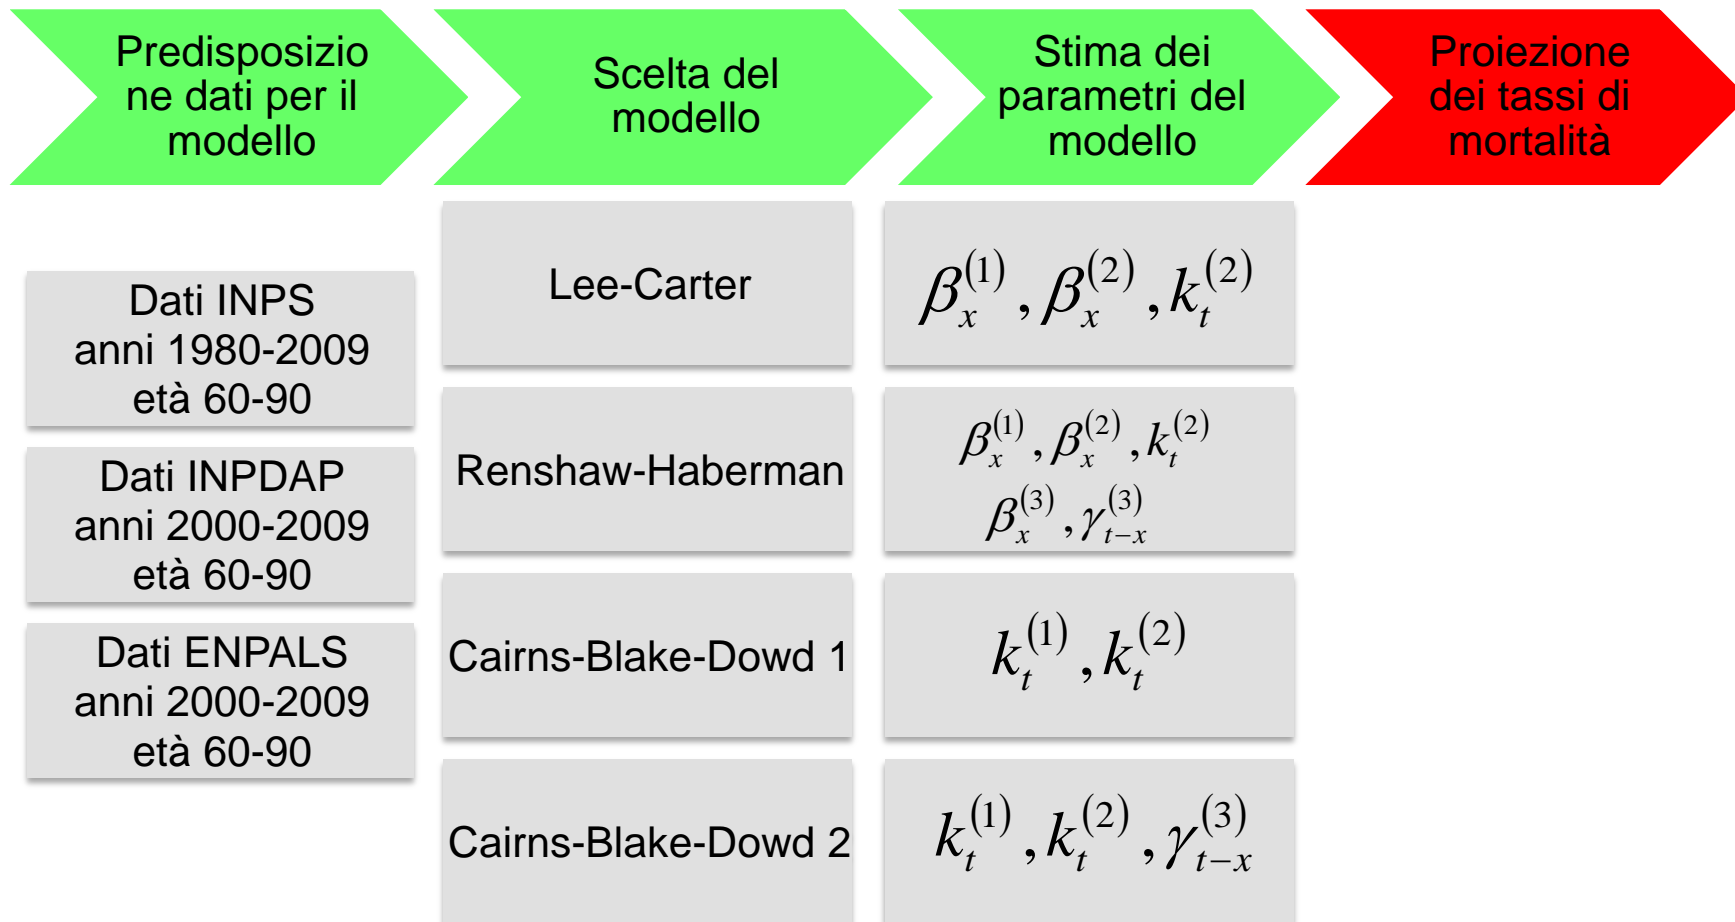 Predisposizio
ne dati per il
modello
Scelta del
modello
Stima dei
parametri del
modello
Proiezione
dei tassi di
mortalità
Dati INPS
anni 1980-2009
età 60-90
Dati INPDAP
anni 2000-2009
età 60-90
Dati ENPALS
anni 2000-2009
età 60-90
Lee-Carter
Renshaw-Haberman
Cairns-Blake-Dowd 1
Cairns-Blake-Dowd 2
β_x^(1), β_x^(2), k_t^(2)
β_x^(1), β_x^(2), k_t^(2)
β_x^(3), γ_{t-x}^(3)
k_t^(1), k_t^(2)
k_t^(1), k_t^(2), γ_{t-x}^(3)